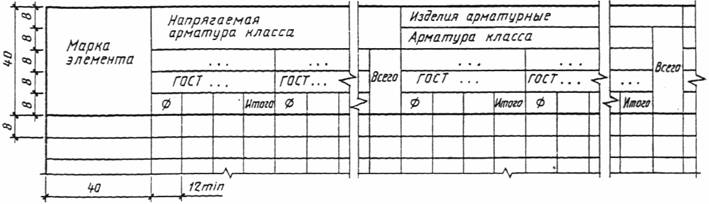 Напрягаемая
арматура класса
Изделия арматурные
Арматура класса
Марка
элемента
... ... Всего ... ... Всего
ГОСТ ... ГОСТ... ГОСТ ... ГОСТ... ...
Ф Итого Ф Ф Итого Ф Итого
8
8
8
8
8
40
8
40
12min